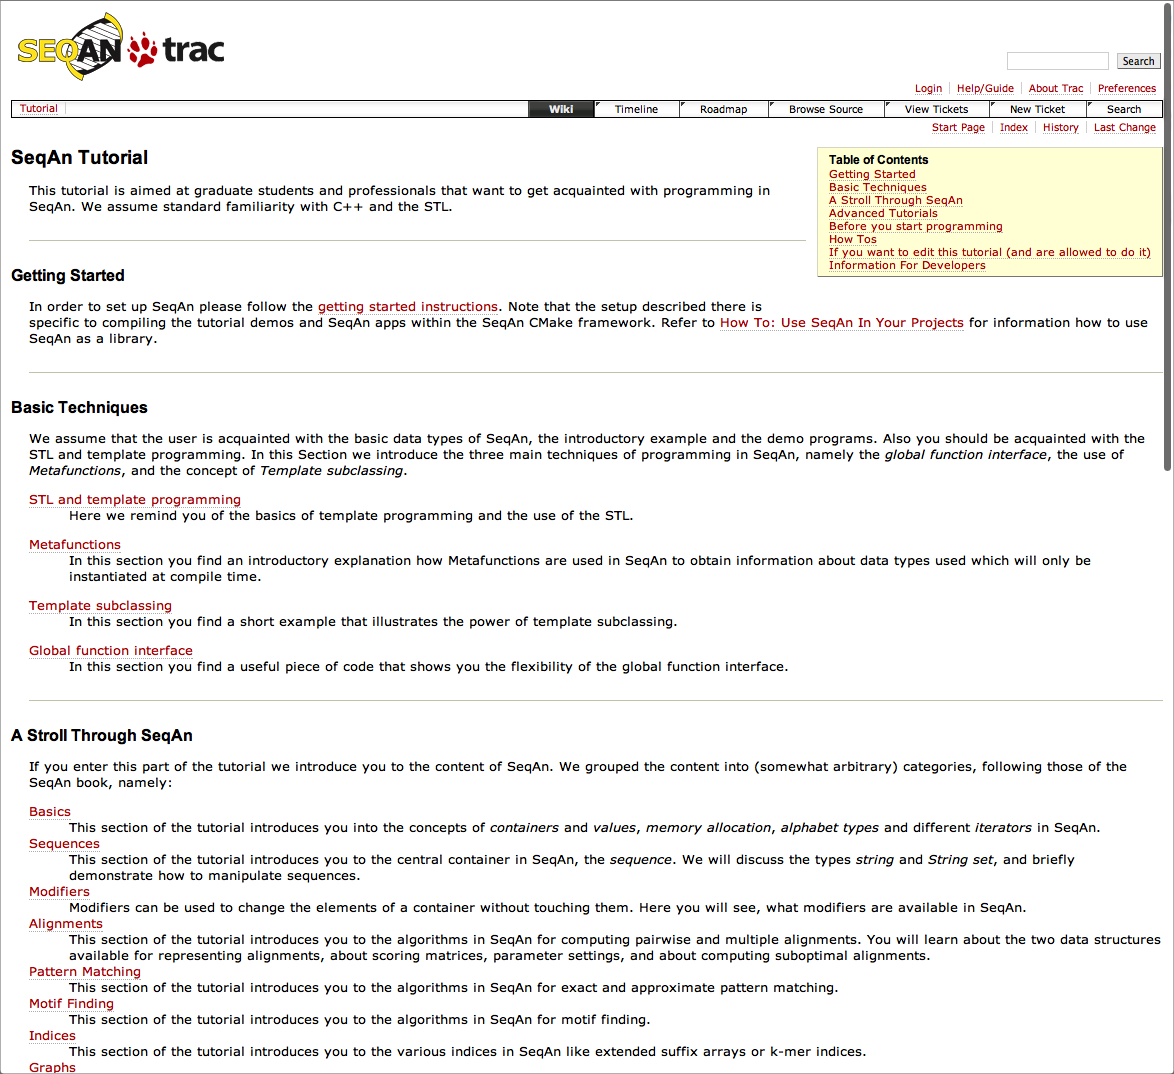 SEQAN trac
Search
Login Help/Guide About Trac Preferences
Tutorial Wiki Timeline Roadmap Browse Source View Tickets New Ticket Search
Start Page Index History Last Change
SeqAn Tutorial
This tutorial is aimed at graduate students and professionals that want to get acquainted with programming in
SeqAn. We assume standard familiarity with C++ and the STL.
Table of Contents
Getting Started
Basic Techniques
A Stroll Through SeqAn
Advanced Tutorials
Before you start programming
How Tos
If you want to edit this tutorial (and are allowed to do it)
Information For Developers
Getting Started
In order to set up SeqAn please follow the getting started instructions. Note that the setup described there is
specific to compiling the tutorial demos and SeqAn apps within the SeqAn CMake framework. Refer to How To: Use SeqAn In Your Projects for information how to use
SeqAn as a library.
Basic Techniques
We assume that the user is acquainted with the basic data types of SeqAn, the introductory example and the demo programs. Also you should be acquainted with the
STL and template programming. In this Section we introduce the three main techniques of programming in SeqAn, namely the global function interface, the use of
Metafunctions, and the concept of Template subclassing.
STL and template programming
Here we remind you of the basics of template programming and the use of the STL.
Metafunctions
In this section you find an introductory explanation how Metafunctions are used in SeqAn to obtain information about data types used which will only be
instantiated at compile time.
Template subclassing
In this section you find a short example that illustrates the power of template subclassing.
Global function interface
In this section you find a useful piece of code that shows you the flexibility of the global function interface.
A Stroll Through SeqAn
If you enter this part of the tutorial we introduce you to the content of SeqAn. We grouped the content into (somewhat arbitrary) categories, following those of the
SeqAn book, namely:
Basics
This section of the tutorial introduces you into the concepts of containers and values, memory allocation, alphabet types and different iterators in SeqAn.
Sequences
This section of the tutorial introduces you to the central container in SeqAn, the sequence. We will discuss the types string and String set, and briefly
demonstrate how to manipulate sequences.
Modifiers
Modifiers can be used to change the elements of a container without touching them. Here you will see, what modifiers are available in SeqAn.
Alignments
This section of the tutorial introduces you to the algorithms in SeqAn for computing pairwise and multiple alignments. You will learn about the two data structures
available for representing alignments, about scoring matrices, parameter settings, and about computing suboptimal alignments.
Pattern Matching
This section of the tutorial introduces you to the algorithms in SeqAn for exact and approximate pattern matching.
Motif Finding
This section of the tutorial introduces you to the algorithms in SeqAn for motif finding.
Indices
This section of the tutorial introduces you to the various indices in SeqAn like extended suffix arrays or k-mer indices.
Graphs